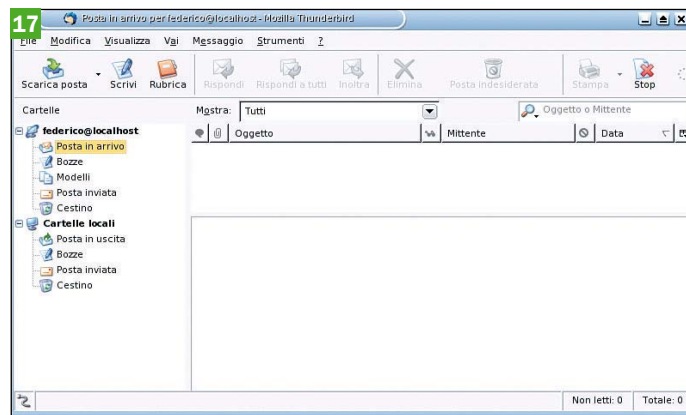 17
Posta in arrivo per federico@localhost - Mozilla Thunderbird
File Modifica Visualizza Vai Messaggio Strumenti ?
Scarica posta Scrivi Rubrica Rispondi Rispondi a tutti Inoltra Elimina Posta indesiderata Stampa Stop
Cartelle Mostra: Tutti Oggetto o Mittente
Oggetto Mittente Data
federico@localhost
Posta in arrivo
Bozze
Modelli
Posta inviata
Cestino
Cartelle locali
Posta in uscita
Bozze
Posta inviata
Cestino
Non letti: 0 Totale: 0